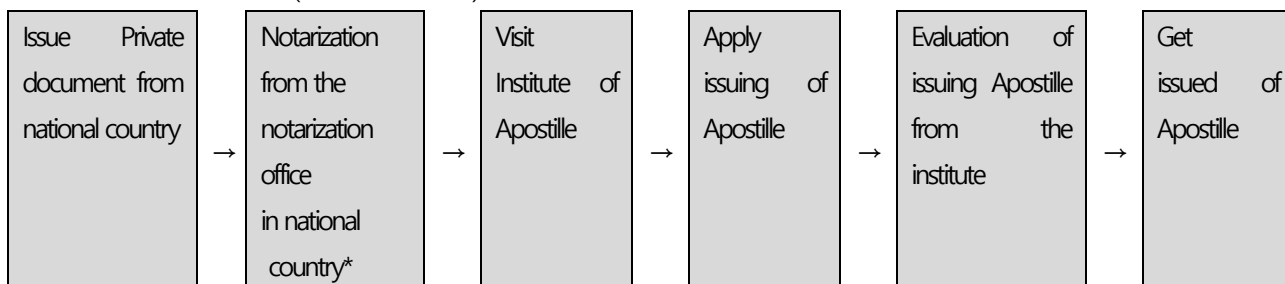 Issue Private
document from
national country
→
Notarization
from the
notarization
office
in national
country*
→
Visit
Institute of
Apostille
→
Apply
issuing of
Apostille
→
Evaluation of
issuing Apostille
from the
institute
→
Get
issued of
Apostille